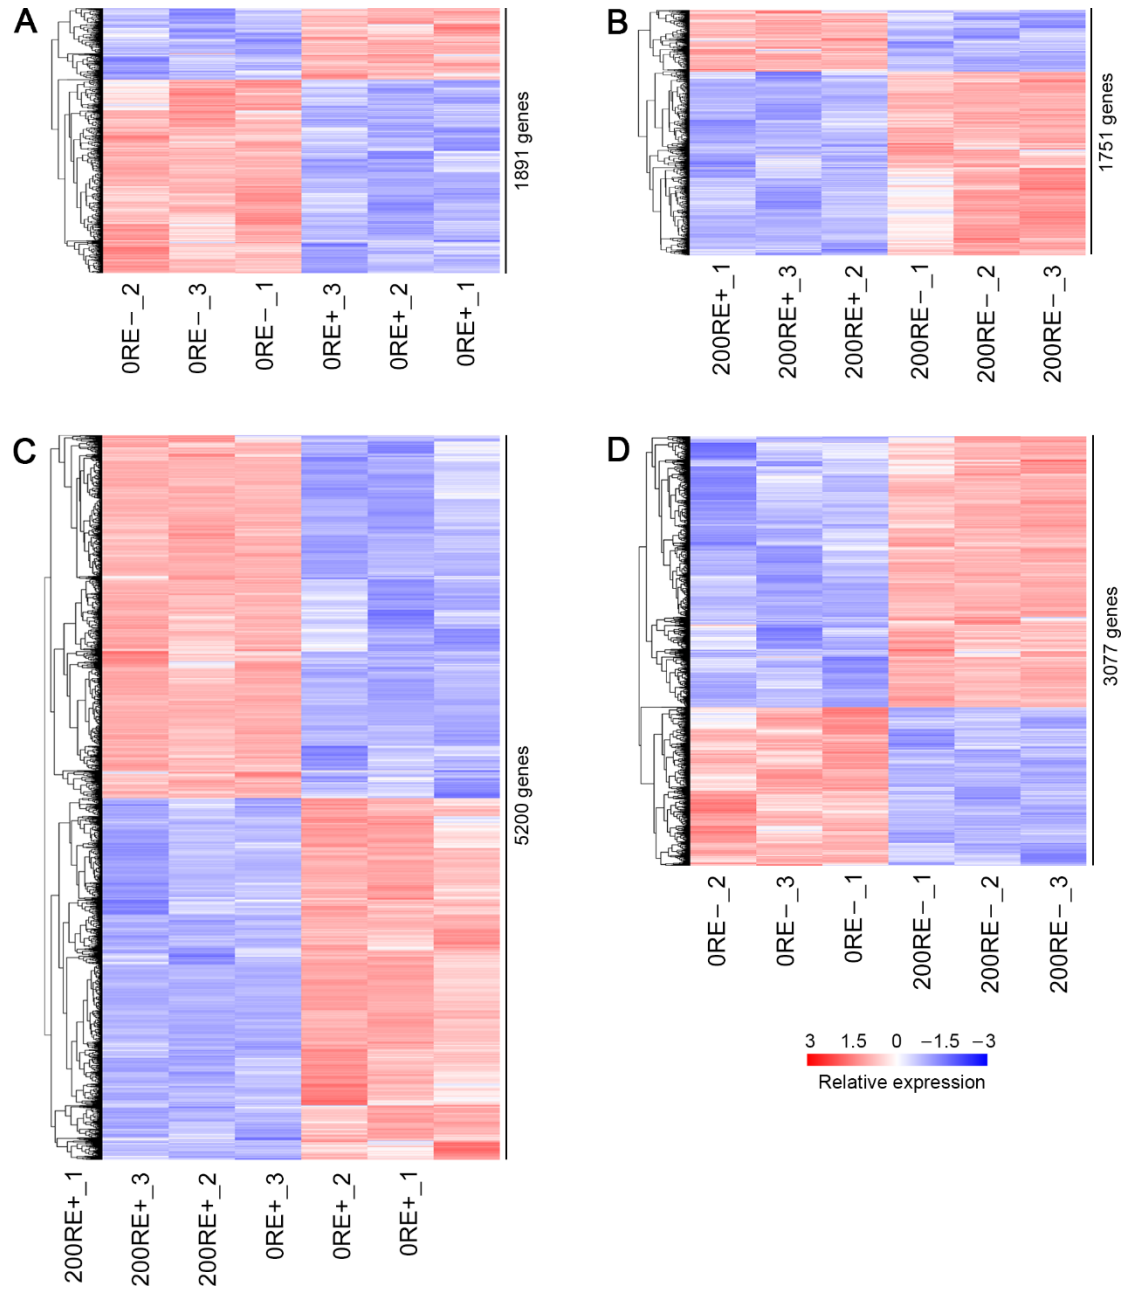 A
1891 genes
0RE−_2
0RE−_3
0RE−_1
0RE+_3
0RE+_2
0RE+_1
B
1751 genes
200RE+_1
200RE+_3
200RE+_2
200RE−_1
200RE−_2
200RE−_3
C
5200 genes
200RE+_1
200RE+_3
200RE+_2
0RE+_3
0RE+_2
0RE+_1
D
3077 genes
0RE−_2
0RE−_3
0RE−_1
200RE−_1
200RE−_2
200RE−_3
3 1.5 0 −1.5 −3
Relative expression